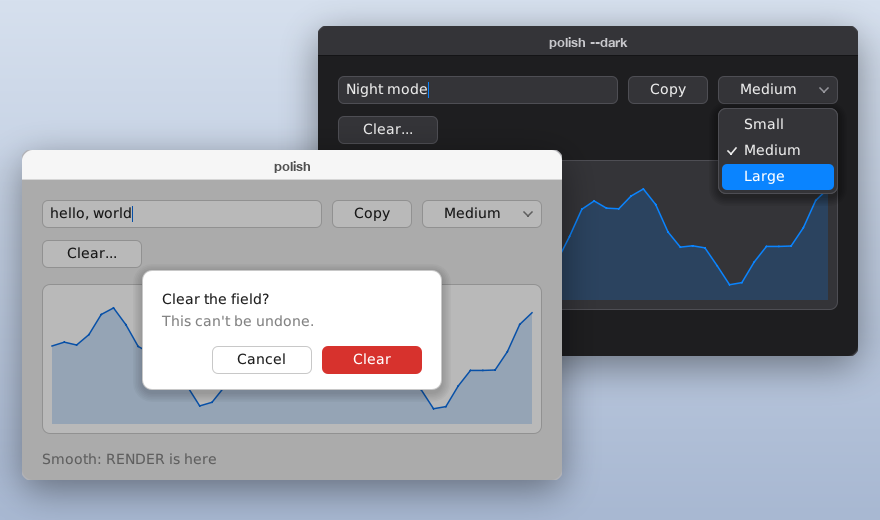 polish --dark
Night mode
Copy
Medium
Clear...
Small
Medium
Large
polish
hello, world
Copy
Medium
Clear...
Clear the field?
This can't be undone.
Cancel
Clear
Smooth: RENDER is here